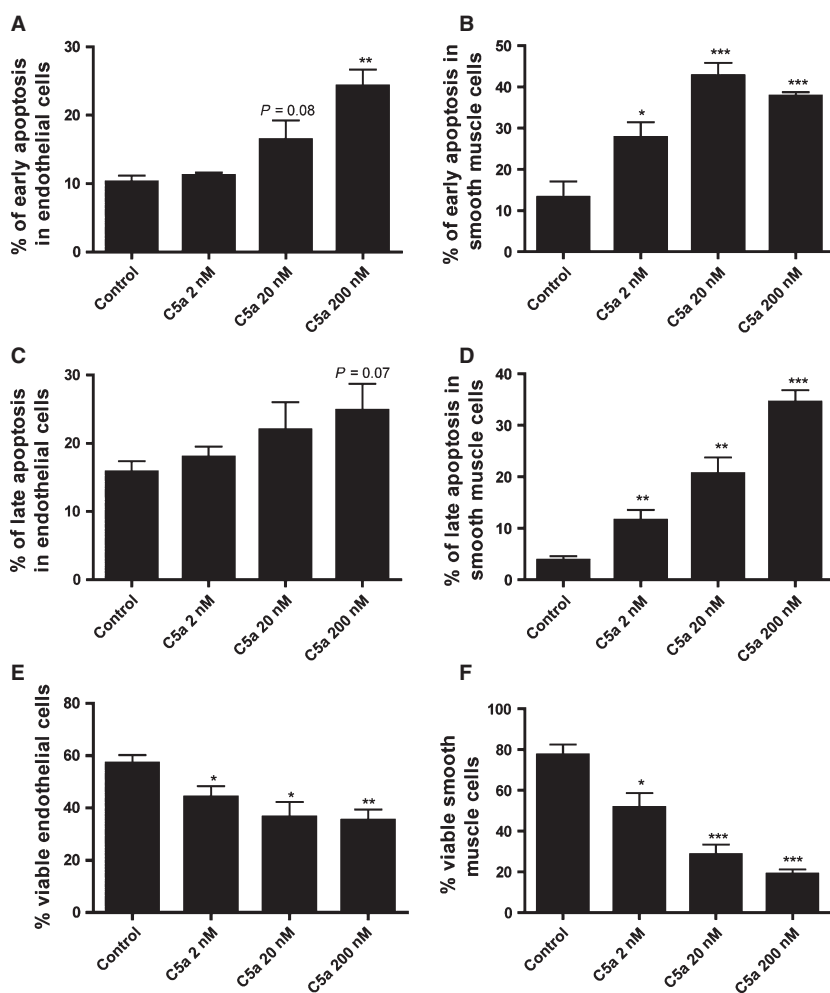 A
% of early apoptosis
in endothelial cells
30
20
10
0
P = 0.08
**
Control
C5a 2 nM
C5a 20 nM
C5a 200 nM
B
% of early apoptosis in
smooth muscle cells
50
40
30
20
10
0
*
***
***
Control
C5a 2 nM
C5a 20 nM
C5a 200 nM
C
% of late apoptosis
in endothelial cells
30
20
10
0
P = 0.07
Control
C5a 2 nM
C5a 20 nM
C5a 200 nM
D
% of late apoptosis in
smooth muscle cells
40
30
20
10
0
**
**
***
Control
C5a 2 nM
C5a 20 nM
C5a 200 nM
E
% viable endothelial cells
80
60
40
20
0
*
*
**
Control
C5a 2 nM
C5a 20 nM
C5a 200 nM
F
% viable smooth
muscle cells
100
80
60
40
20
0
*
***
***
Control
C5a 2 nM
C5a 20 nM
C5a 200 nM